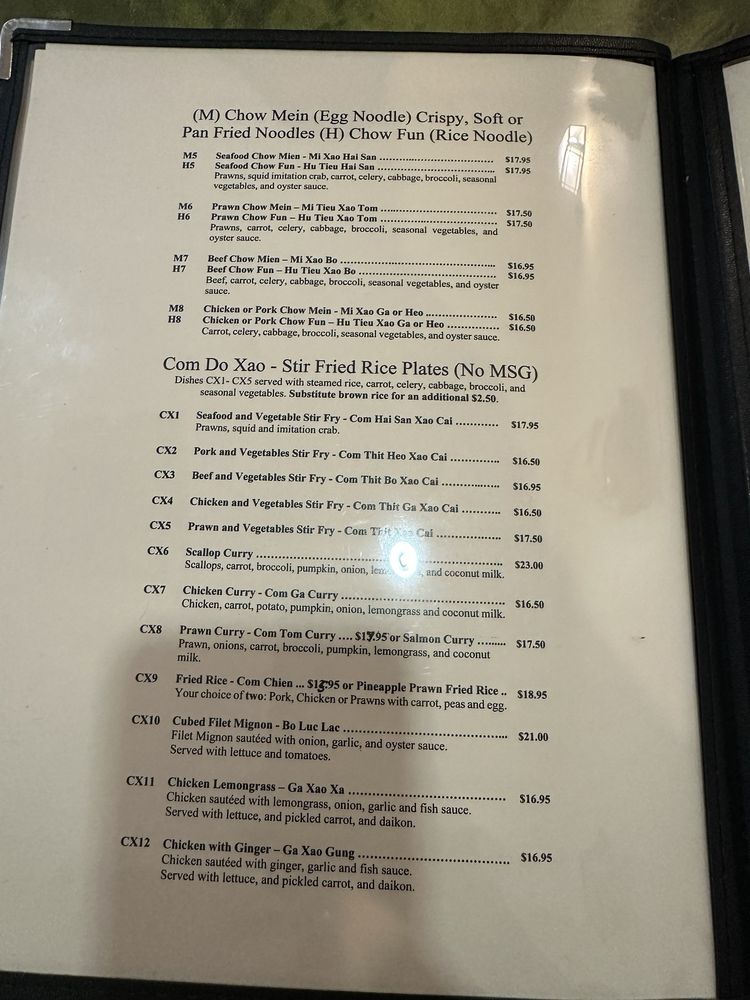 (M) Chow Mein (Egg Noodle) Crispy, Soft or
Pan Fried Noodles (H) Chow Fun (Rice Noodle)
M5 Seafood Chow Mien - Mi Xao Hai San ................................. $17.95
H5 Seafood Chow Fun - Hu Tieu Hai San ................................. $17.95
Prawns, squid imitation crab, carrot, celery, cabbage, broccoli, seasonal
vegetables, and oyster sauce.
M6 Prawn Chow Mein – Mi Tieu Xao Tom ................................. $17.50
H6 Prawn Chow Fun – Hu Tieu Xao Tom ................................. $17.50
Prawns, carrot, celery, cabbage, broccoli, seasonal vegetables, and
oyster sauce.
M7 Beef Chow Mien – Mi Xao Bo ............................................. $16.95
H7 Beef Chow Fun – Hu Tieu Xao Bo ........................................ $16.95
Beef, carrot, celery, cabbage, broccoli, seasonal vegetables, and oyster
sauce.
M8 Chicken or Pork Chow Mein - Mi Xao Ga or Heo ..................... $16.50
H8 Chicken or Pork Chow Fun – Hu Tieu Xao Ga or Heo ............... $16.50
Carrot, celery, cabbage, broccoli, seasonal vegetables, and oyster sauce.
Com Do Xao - Stir Fried Rice Plates (No MSG)
Dishes CX1- CX5 served with steamed rice, carrot, celery, cabbage, broccoli, and
seasonal vegetables. Substitute brown rice for an additional $2.50.
CX1 Seafood and Vegetable Stir Fry - Com Hai San Xao Cai ............ $17.95
Prawns, squid and imitation crab.
CX2 Pork and Vegetables Stir Fry - Com Thit Heo Xao Cai .............. $16.50
CX3 Beef and Vegetables Stir Fry - Com Thit Bo Xao Cai ................ $16.95
CX4 Chicken and Vegetables Stir Fry - Com Thit Ga Xao Cai ........... $16.50
CX5 Prawn and Vegetables Stir Fry - Com Thit Xao Cai ................. $17.50
CX6 Scallop Curry .................................................... $23.00
Scallops, carrot, broccoli, pumpkin, onion, and coconut milk.
CX7 Chicken Curry - Com Ga Curry ........................................ $16.50
Chicken, carrot, potato, pumpkin, onion, lemongrass and coconut milk.
CX8 Prawn Curry - Com Tom Curry .... $17.95 or Salmon Curry ......... $17.50
Prawn, onions, carrot, broccoli, pumpkin, lemongrass, and coconut
milk.
CX9 Fried Rice - Com Chien ... $15.95 or Pineapple Prawn Fried Rice .. $18.95
Your choice of two: Pork, Chicken or Prawns with carrot, peas and egg.
CX10 Cubed Filet Mignon - Bo Luc Lac ........................................ $21.00
Filet Mignon sautéed with onion, garlic, and oyster sauce.
Served with lettuce and tomatoes.
CX11 Chicken Lemongrass – Ga Xao Xa ........................................ $16.95
Chicken sautéed with lemongrass, onion, garlic and fish sauce.
Served with lettuce, and pickled carrot, and daikon.
CX12 Chicken with Ginger – Ga Xao Gung ...................................... $16.95
Chicken sautéed with ginger, garlic and fish sauce.
Served with lettuce, and pickled carrot, and daikon.